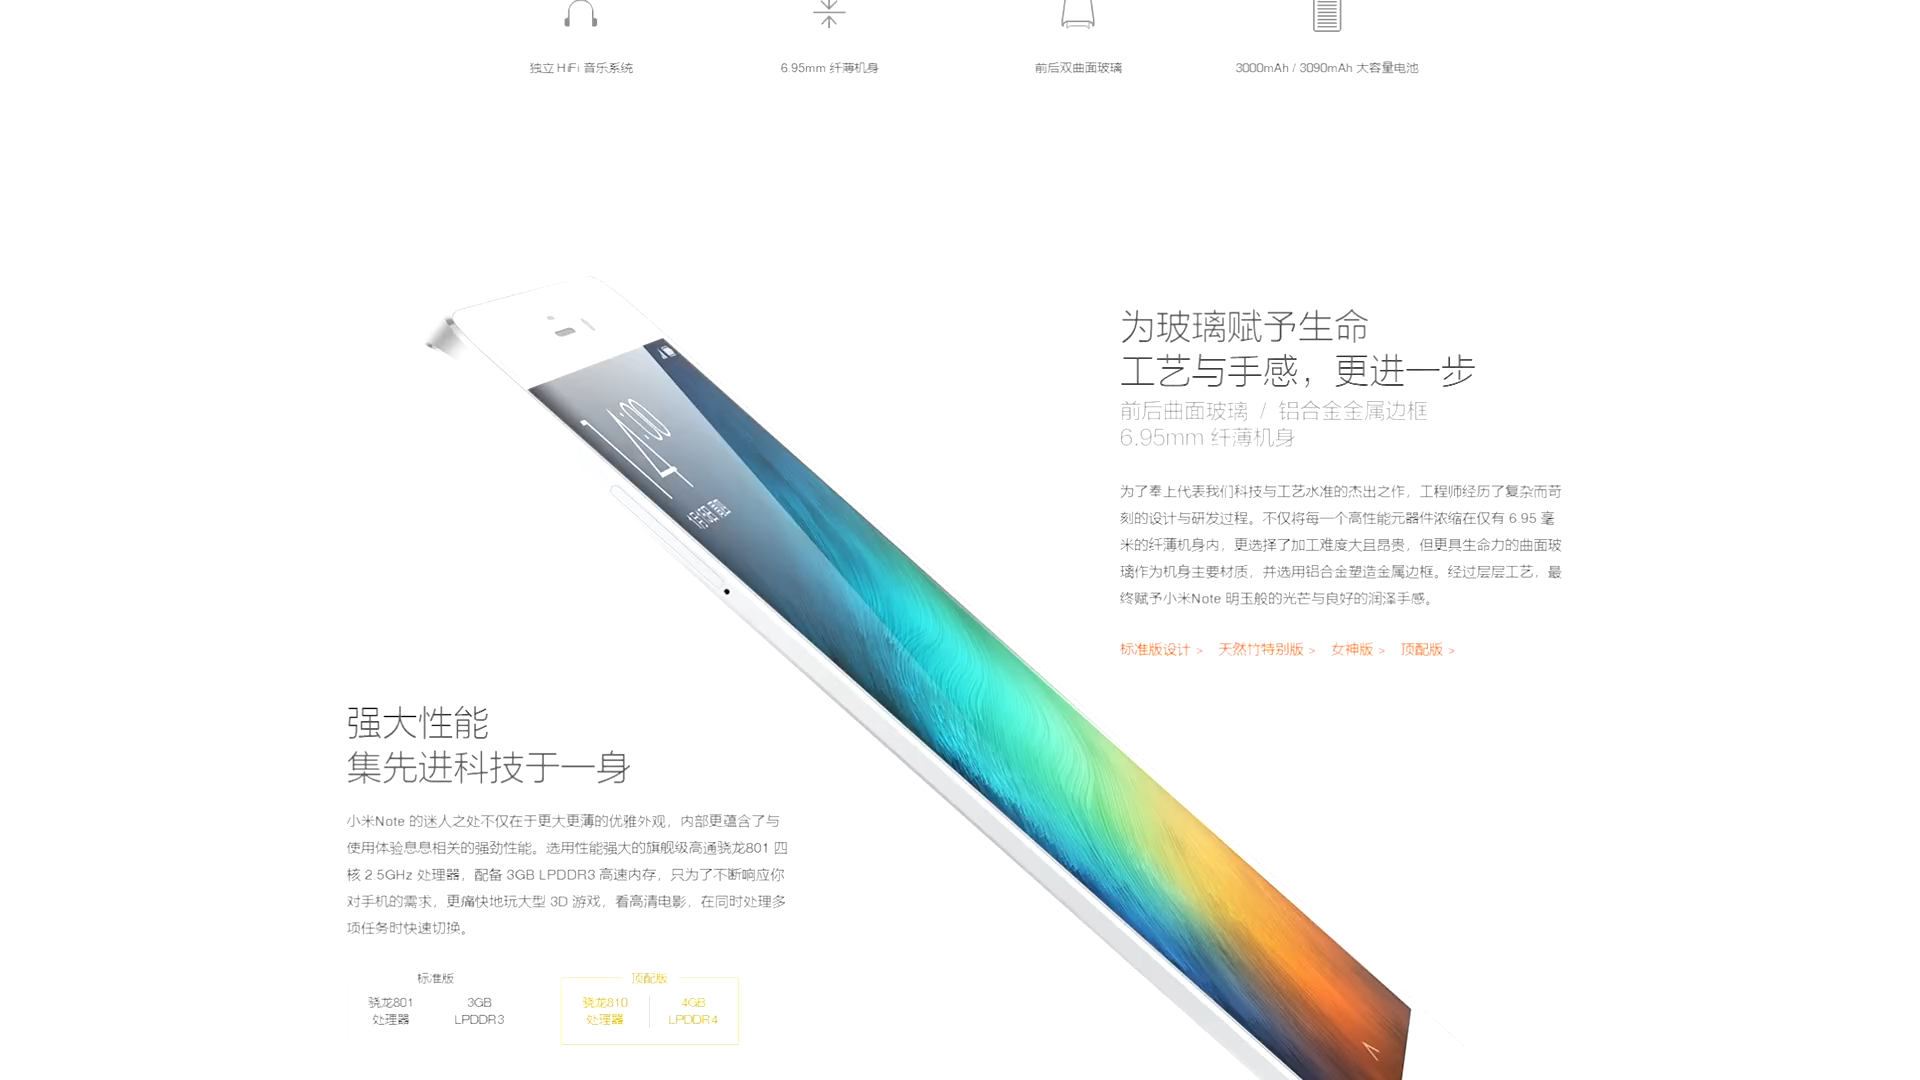 独立 HiFi 音乐系统
6.95mm 纤薄机身
前后双曲面玻璃
3000mAh / 3090mAh 大容量电池
为玻璃赋予生命
工艺与手感，更进一步
前后曲面玻璃 / 铝合金金属边框
6.95mm 纤薄机身
为了奉上代表我们科技与工艺水准的杰出之作，工程师经历了复杂而苛
刻的设计与研发过程。不仅将每一个高性能元器件浓缩在仅有 6.95 毫
米的纤薄机身内，更选择了加工难度大且昂贵，但更具生命力的曲面玻
璃作为机身主要材质，并选用铝合金塑造金属边框。经过层层工艺，最
终赋予小米Note 明玉般的光芒与良好的润泽手感。
标准版设计 > 天然竹特别版 > 女神版 > 顶配版 >
强大性能
集先进科技于一身
小米Note 的迷人之处不仅在于更大更薄的优雅外观，内部更蕴含了与
使用体验息息相关的强劲性能。选用性能强大的旗舰级高通骁龙801 四
核 2.5GHz 处理器，配备 3GB LPDDR3 高速内存，只为了不断响应你
对手机的需求，更痛快地玩大型 3D 游戏，看高清电影，在同时处理多
项任务时快速切换。
标准版
骁龙801
处理器
3GB
LPDDR3
顶配版
骁龙810
处理器
4GB
LPDDR4